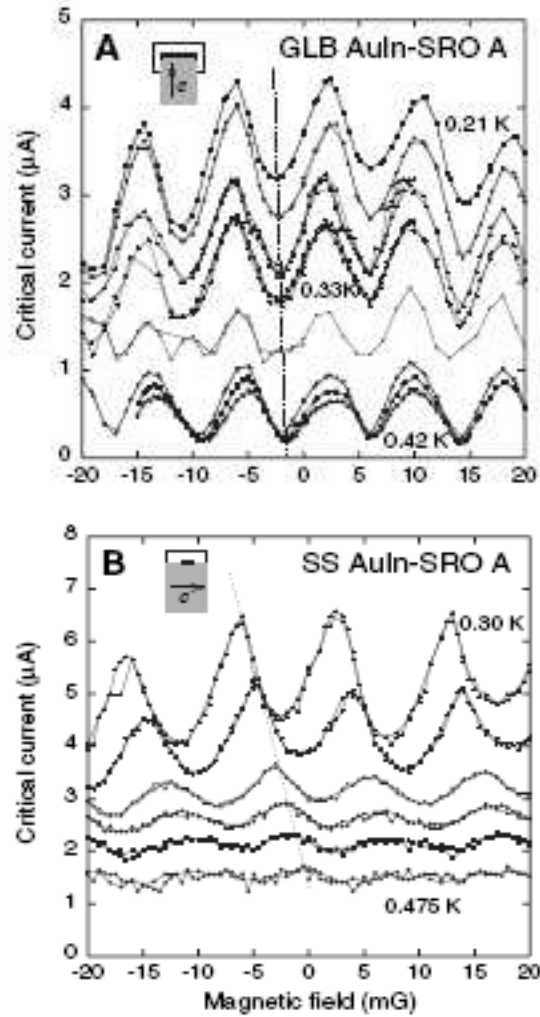 A
GLB AuIn-SRO A
c
0.21 K
0.33K
0.42 K
Critical current (µA)
5
4
3
2
1
0
-20 -15 -10 -5 0 5 10 15 20
B
SS AuIn-SRO A
c
0.30 K
0.475 K
Critical current (µA)
8
7
6
5
4
3
2
1
0
-20 -15 -10 -5 0 5 10 15 20
Magnetic field (mG)